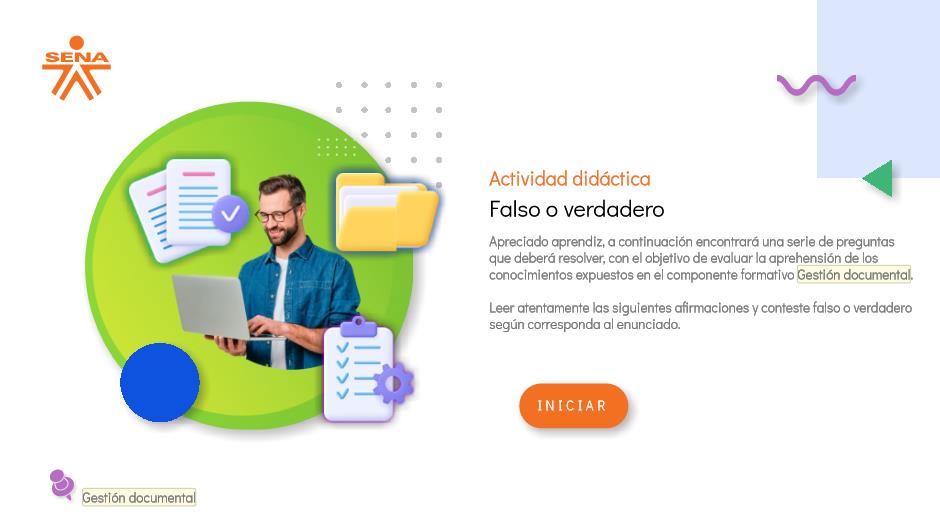 SENA
Actividad didáctica
Falso o verdadero
Apreciado aprendiz, a continuación encontrará una serie de preguntas
que deberá resolver, con el objetivo de evaluar la aprehensión de los
conocimientos expuestos en el componente formativo Gestión documental.
Leer atentamente las siguientes afirmaciones y conteste falso o verdadero
según corresponda al enunciado.
INICIAR
Gestión documental